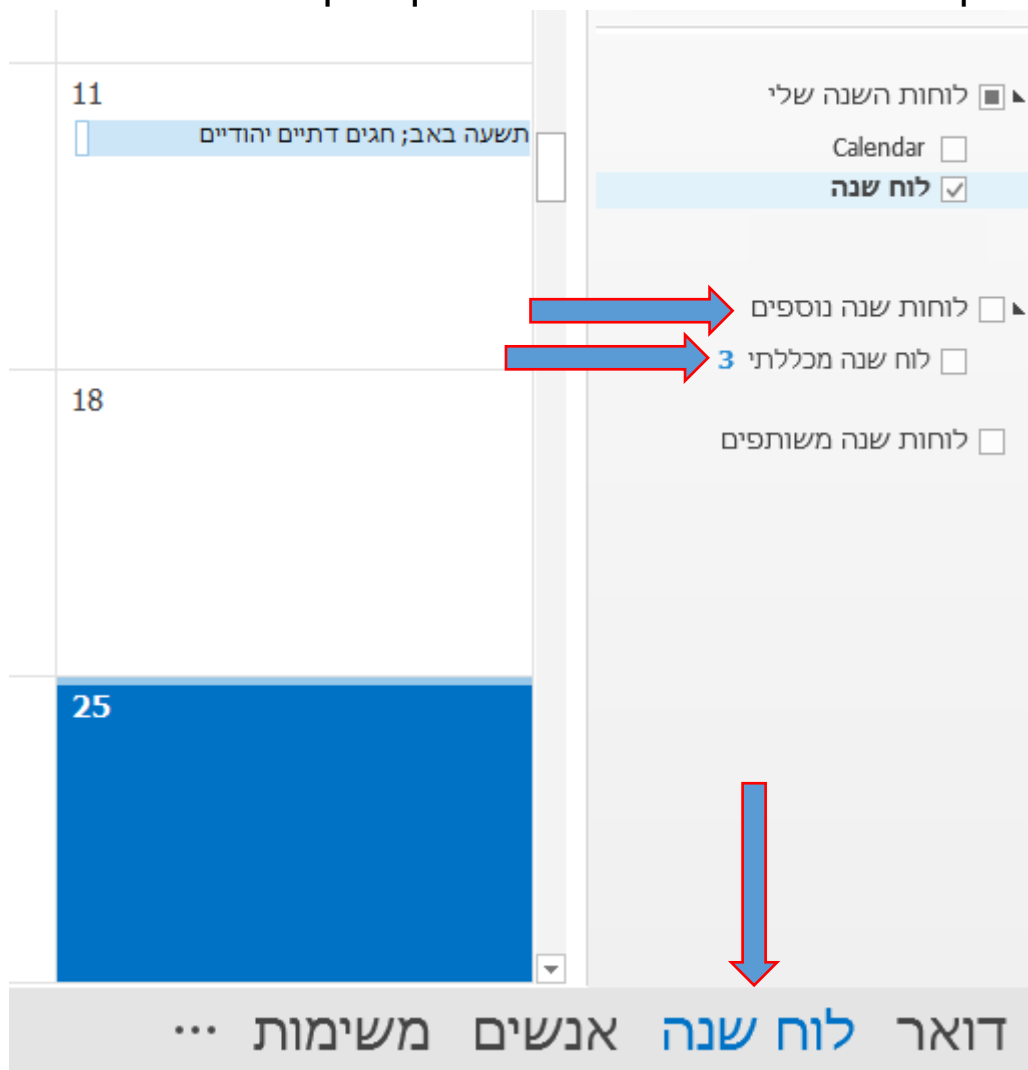 לוחות השנה שלי
Calendar
לוח שנה
לוחות שנה נוספים
לוח שנה מכללתי 3
לוחות שנה משותפים
11
תשעה באב; חגים דתיים יהודיים
18
25
דואר לוח שנה אנשים משימות ···